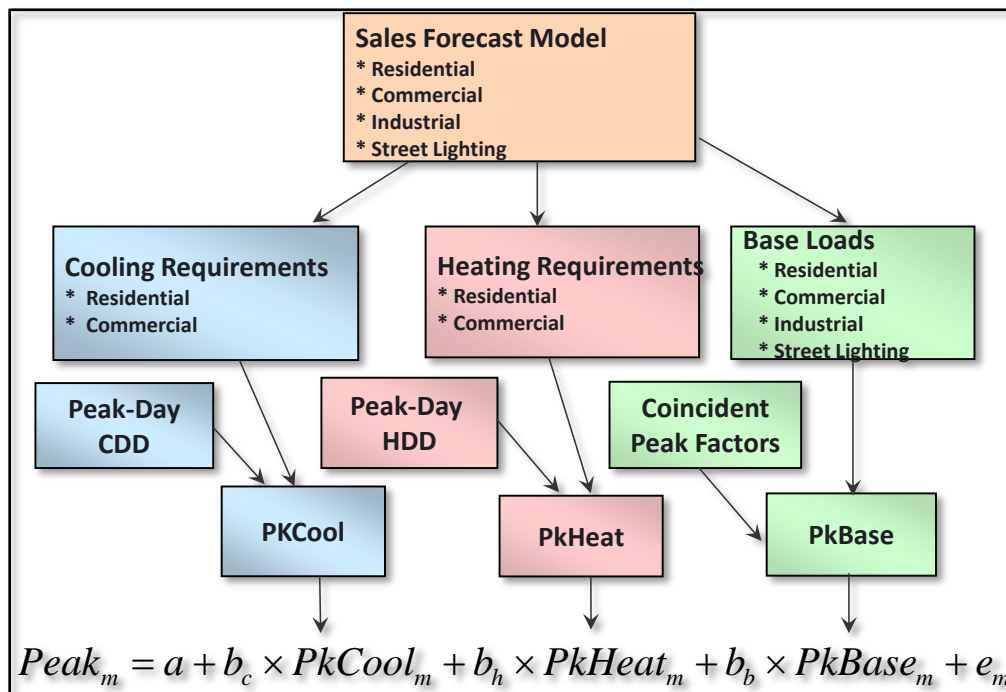 Sales Forecast Model
* Residential
* Commercial
* Industrial
* Street Lighting
Cooling Requirements
* Residential
* Commercial
Heating Requirements
* Residential
* Commercial
Base Loads
* Residential
* Commercial
* Industrial
* Street Lighting
Peak-Day
CDD
Peak-Day
HDD
Coincident
Peak Factors
PKCool
PkHeat
PkBase
Peak_m = a + b_c × PkCool_m + b_h × PkHeat_m + b_b × PkBase_m + e_m